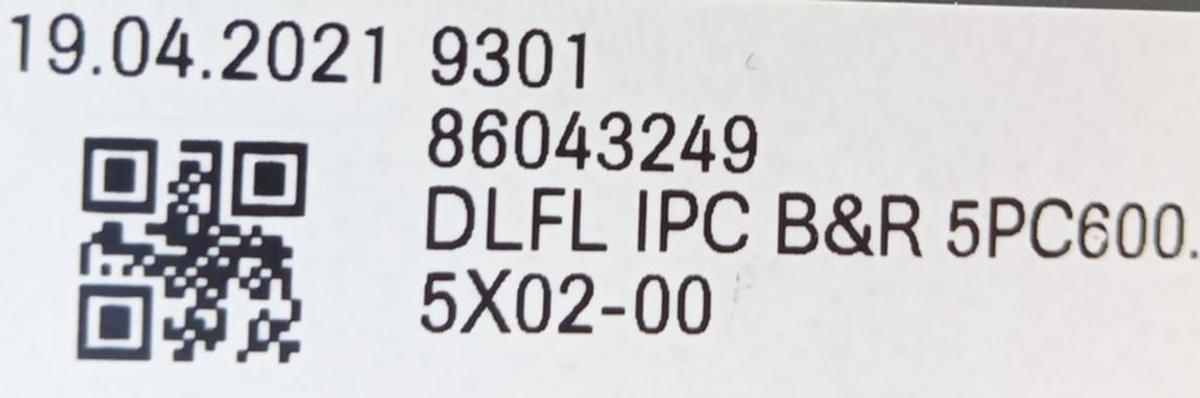 19.04.2021 9301
86043249
DLFL IPC B&R 5PC600.
5X02-00